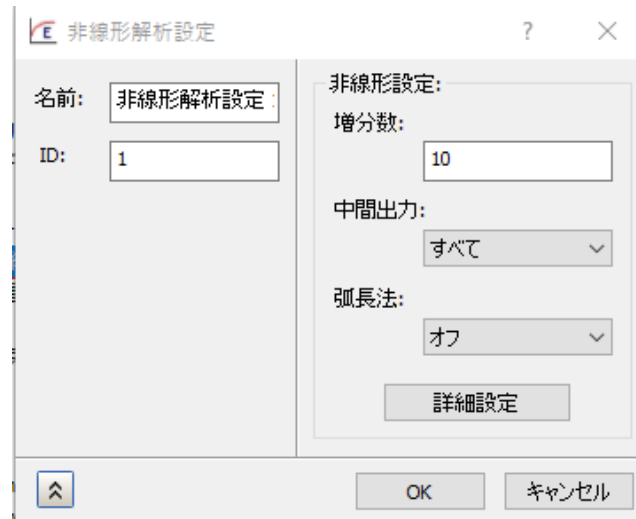 非線形解析設定
名前:
非線形解析設定
ID:
1
非線形設定:
増分数:
10
中間出力:
すべて
弧長法:
オフ
詳細設定
OK
キャンセル